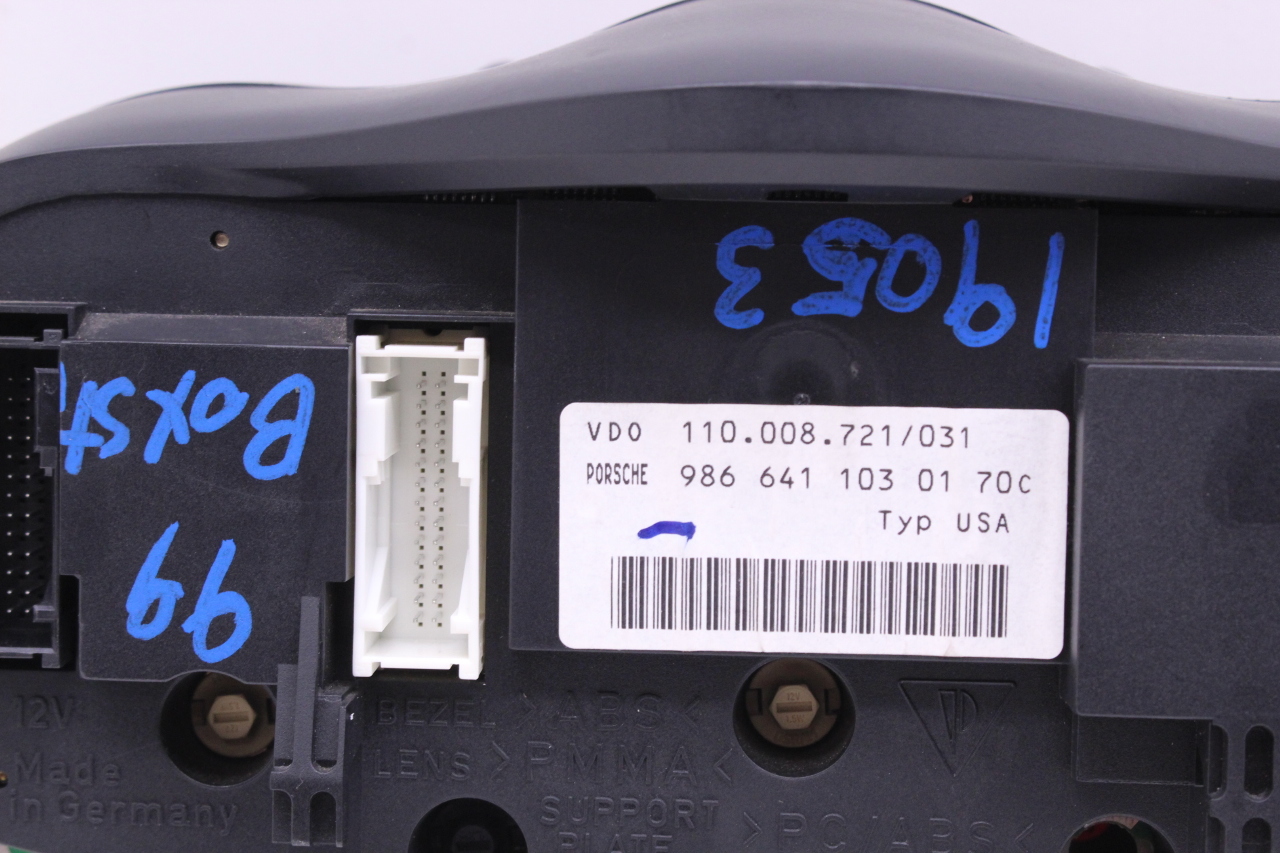 19053
Boxst
99
VDO 110.008.721/031
PORSCHE 986 641 103 01 70C
Typ USA
12V
Made
in Germany
BEZEL >ABS<
LENS >PMMA<
SUPPORT
PLATE >PC/ABS<